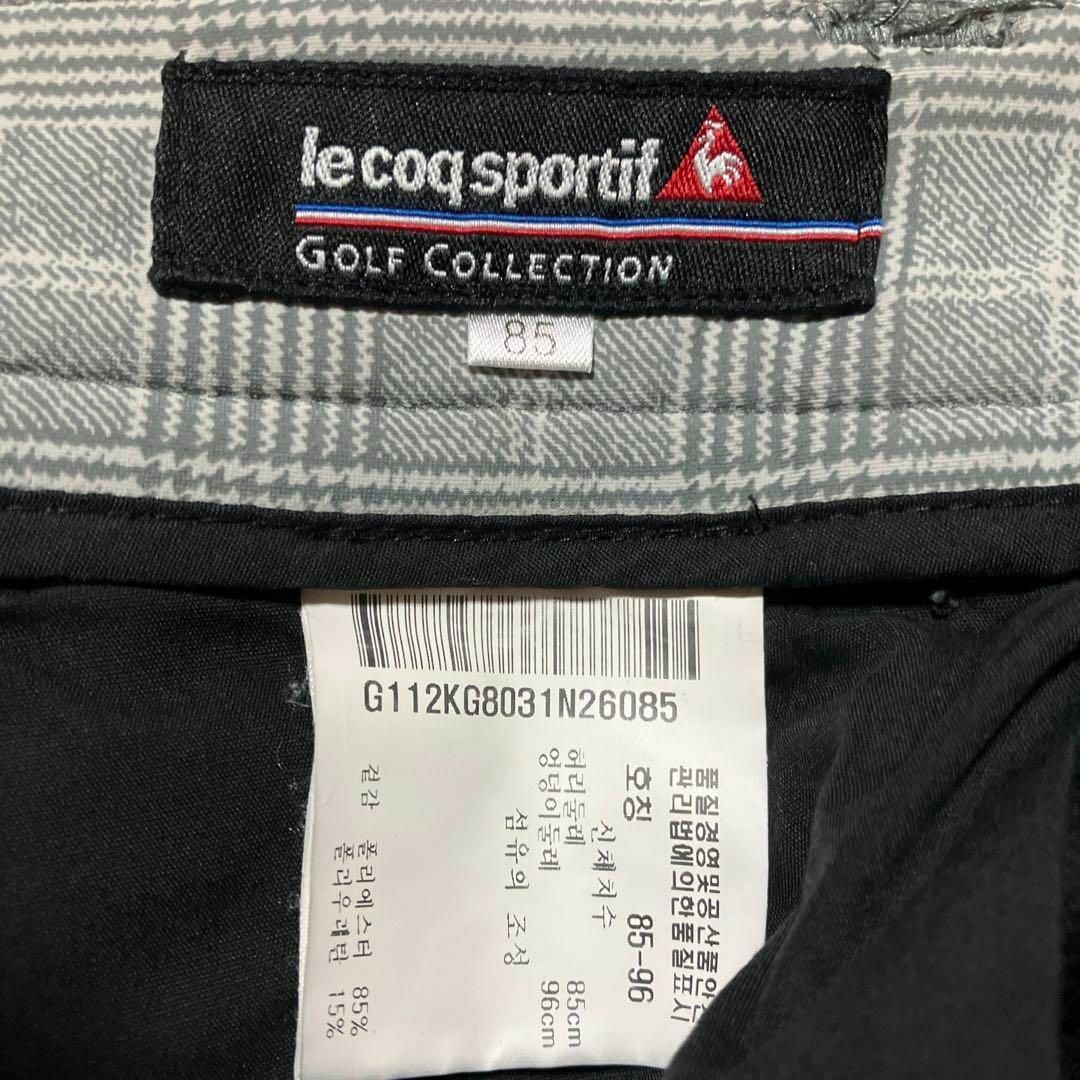 le coq sportif
GOLF COLLECTION
85
G112KG8031N26085
품질경영및공산품안전
관리법에의한품질표시
호칭 85-96
신체치수
허리둘레 85cm
엉덩이둘레 96cm
섬유의 조성
겉감 폴리에스터 85%
폴리우레탄 15%